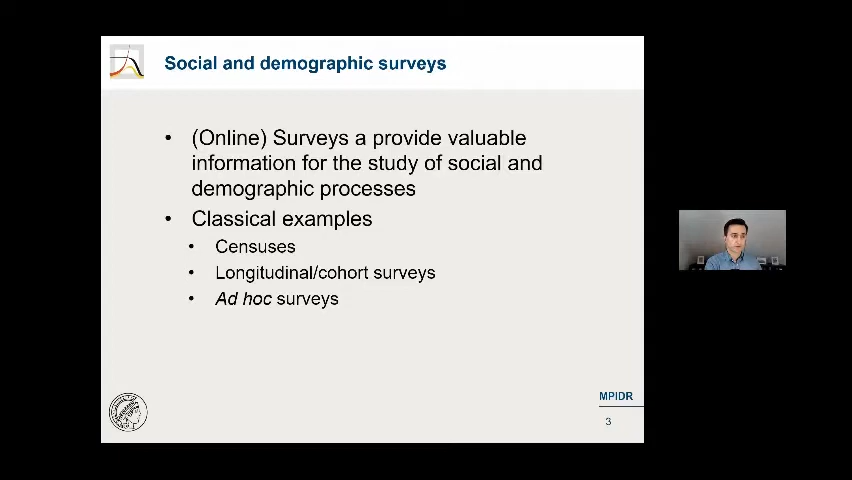 Social and demographic surveys
(Online) Surveys a provide valuable
information for the study of social and
demographic processes
Classical examples
Censuses
Longitudinal/cohort surveys
Ad hoc surveys
MPIDR
3